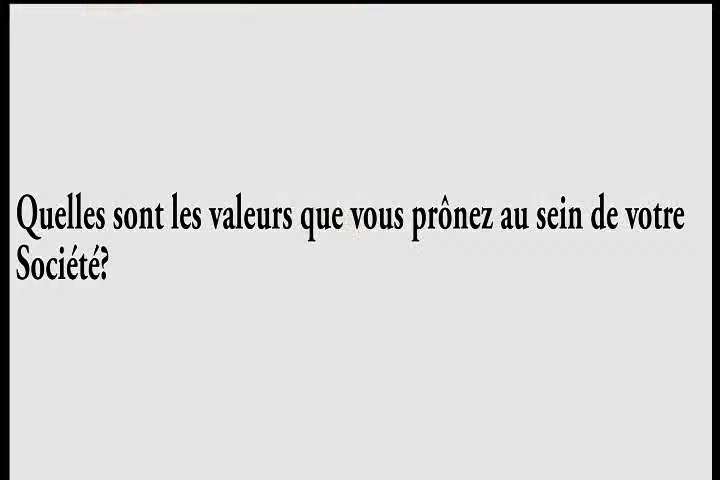 Quelles sont les valeurs que vous prônez au sein de votre
Société?